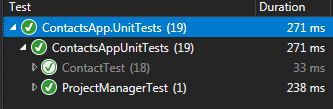 Test Duration
ContactsApp.UnitTests (19) 271 ms
ContactsAppUnitTests (19) 271 ms
ContactTest (18) 33 ms
ProjectManagerTest (1) 238 ms